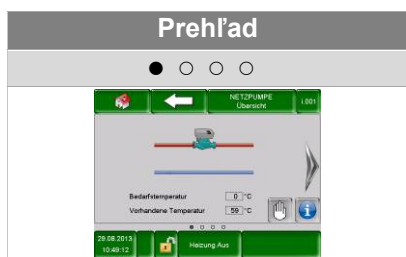 Prehľad
NETZPUMPE
Übersicht
i.001
Bedarfstemperatur 0 °C
Vorhandene Temperatur 59 °C
29.08.2013
10:49:12
Heizung Aus